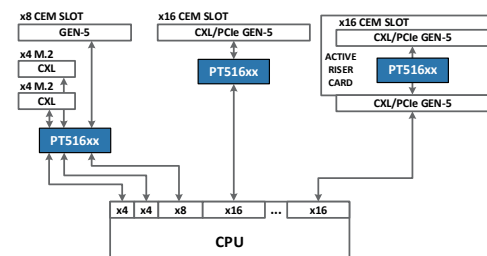 x8 CEM SLOT
GEN-5
x4 M.2
CXL
x4 M.2
CXL
PT516xx
x16 CEM SLOT
CXL/PCIe GEN-5
PT516xx
x16 CEM SLOT
CXL/PCIe GEN-5
ACTIVE
RISER
CARD
PT516xx
CXL/PCIe GEN-5
x4 x4 x8 x16 ... x16
CPU